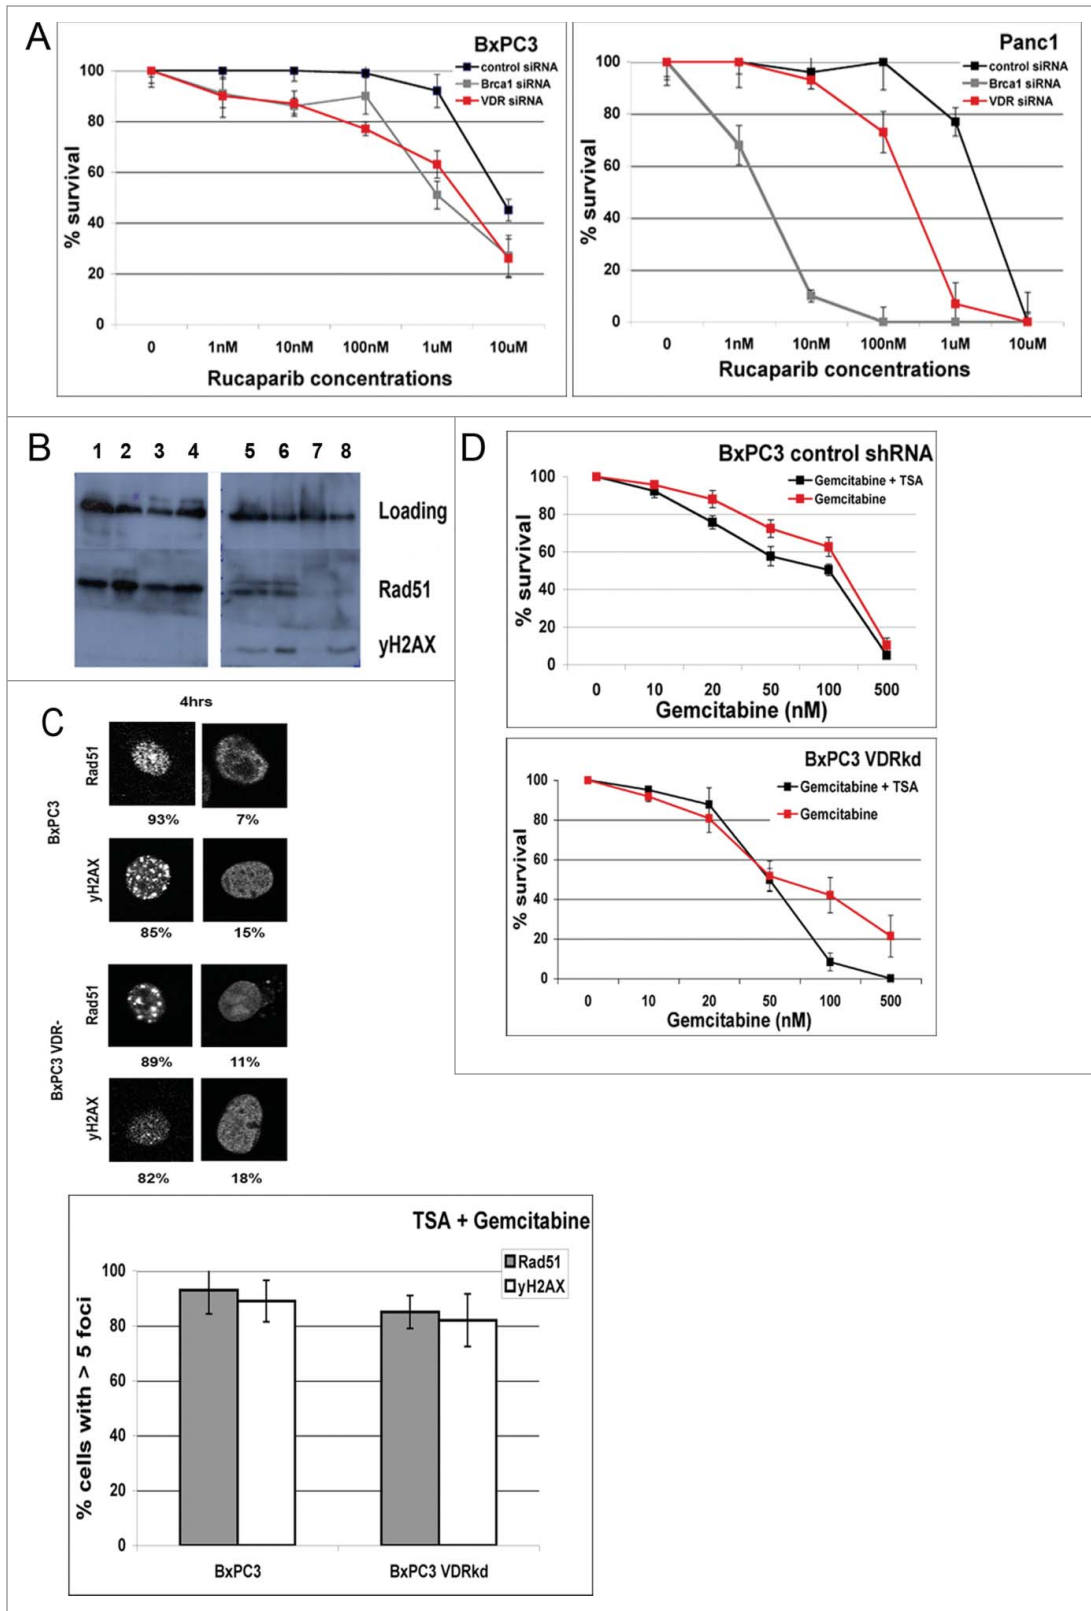 A
BxPC3
control siRNA
Brca1 siRNA
VDR siRNA
% survival
100
80
60
40
20
0
0 1nM 10nM 100nM 1uM 10uM
Rucaparib concentrations
Panc1
control siRNA
Brca1 siRNA
VDR siRNA
% survival
100
80
60
40
20
0
0 1nM 10nM 100nM 1uM 10uM
Rucaparib concentrations
B
1 2 3 4 5 6 7 8
Loading
Rad51
yH2AX
C
4hrs
BxPC3
Rad51
93% 7%
yH2AX
85% 15%
BxPC3 VDR-
Rad51
89% 11%
yH2AX
82% 18%
TSA + Gemcitabine
Rad51
yH2AX
% cells with > 5 foci
100
80
60
40
20
0
BxPC3 BxPC3 VDRkd
D
BxPC3 control shRNA
Gemcitabine + TSA
Gemcitabine
% survival
100
80
60
40
20
0
0 10 20 50 100 500
Gemcitabine (nM)
BxPC3 VDRkd
Gemcitabine + TSA
Gemcitabine
% survival
100
80
60
40
20
0
0 10 20 50 100 500
Gemcitabine (nM)